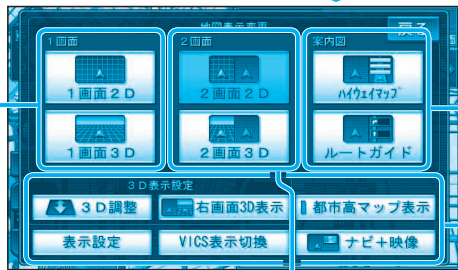 地図表示変更
戻る
1画面
2画面
案内図
1画面2D
2画面2D
ハイウェイマップ
1画面3D
2画面3D
ルートガイド
3D表示設定
3D調整
右画面3D表示
都市高マップ表示
表示設定
VICS表示切換
ナビ+映像